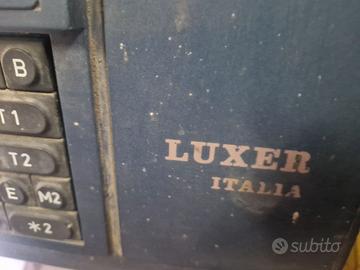 B
T1
T2
E M2
*2
LUXER
ITALIA
subito